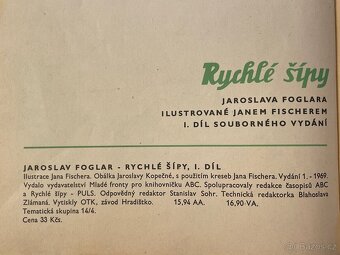 Rychlé šípy
JAROSLAVA FOGLARA
ILUSTROVANÉ JANEM FISCHEREM
I. DÍL SOUBORNÉHO VYDÁNÍ
JAROSLAV FOGLAR - RYCHLÉ ŠÍPY, I. DÍL
Ilustrace Jana Fischera. Obálka Jaroslavy Kopečné, s použitím kreseb Jana Fischera. Vydání 1. - 1969.
Vydalo vydavatelství Mladé fronty pro knihovničku ABC. Spolupracovaly redakce časopisů ABC
a Rychlé šípy - PULS. Odpovědný redaktor Stanislav Sohr. Technická redaktorka Blahoslava
Zlámaná. Vytiskly OTK, závod Hradištko. 15,94 AA. 16,90 VA.
Tematická skupina 14/4.
Cena 33 Kčs.